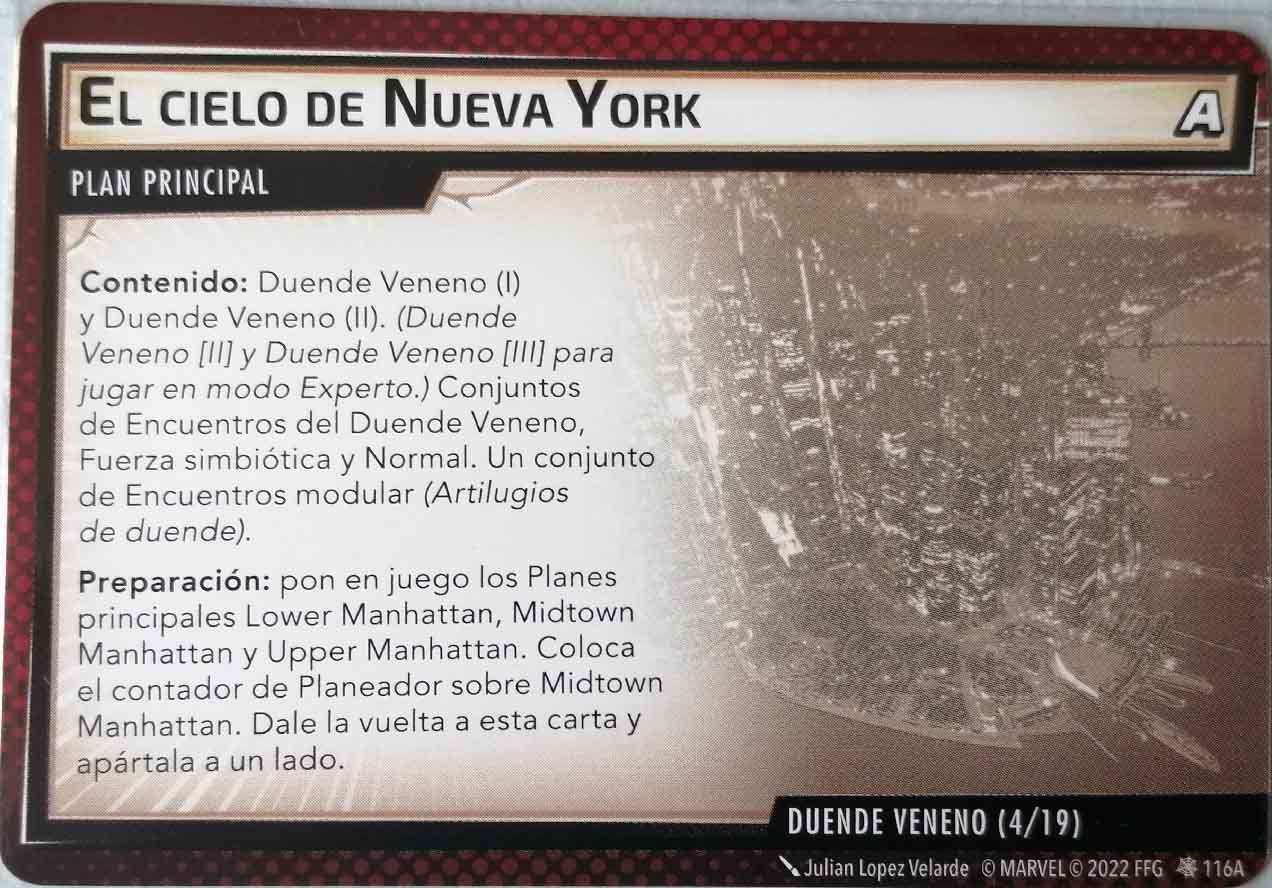 El cielo de Nueva York
A
PLAN PRINCIPAL
Contenido: Duende Veneno (I)
y Duende Veneno (II). (Duende
Veneno [II] y Duende Veneno [III] para
jugar en modo Experto.) Conjuntos
de Encuentros del Duende Veneno,
Fuerza simbiótica y Normal. Un conjunto
de Encuentros modular (Artilugios
de duende).
Preparación: pon en juego los Planes
principales Lower Manhattan, Midtown
Manhattan y Upper Manhattan. Coloca
el contador de Planeador sobre Midtown
Manhattan. Dale la vuelta a esta carta y
apártala a un lado.
DUENDE VENENO (4/19)
Julian Lopez Velarde © MARVEL © 2022 FFG 116A